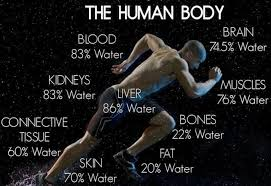 THE HUMAN BODY
BLOOD
83% Water
BRAIN
74.5% Water
KIDNEYS
83% Water
LIVER
86% Water
MUSCLES
76% Water
BONES
22% Water
CONNECTIVE
TISSUE
60% Water
SKIN
70% Water
FAT
20% Water